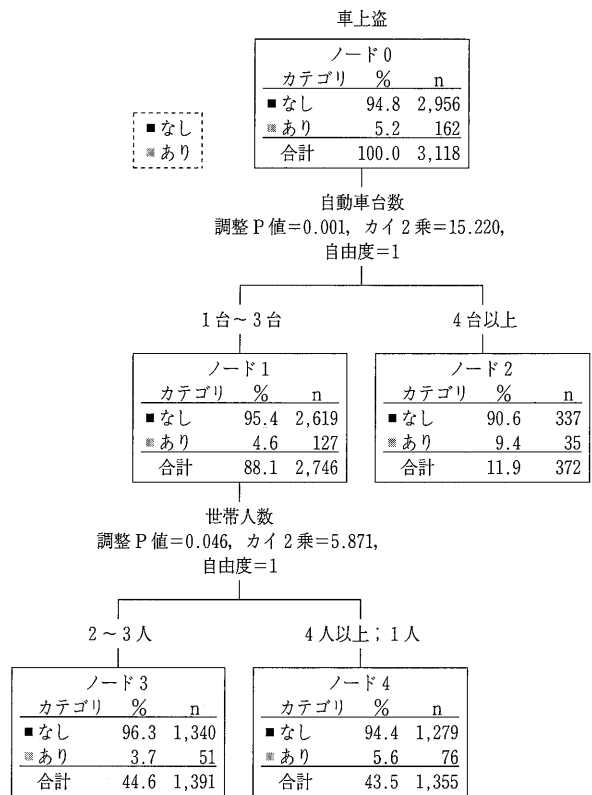 車上盗
ノード0
カテゴリ % n
■なし 94.8 2,956
■あり 5.2 162
合計 100.0 3,118
■なし
■あり
自動車台数
調整P値=0.001, カイ2乗=15.220,
自由度=1
1台～3台
4台以上
ノード1
カテゴリ % n
■なし 95.4 2,619
■あり 4.6 127
合計 88.1 2,746
ノード2
カテゴリ % n
■なし 90.6 337
■あり 9.4 35
合計 11.9 372
世帯人数
調整P値=0.046, カイ2乗=5.871,
自由度=1
2～3人
4人以上；1人
ノード3
カテゴリ % n
■なし 96.3 1,340
■あり 3.7 51
合計 44.6 1,391
ノード4
カテゴリ % n
■なし 94.4 1,279
■あり 5.6 76
合計 43.5 1,355